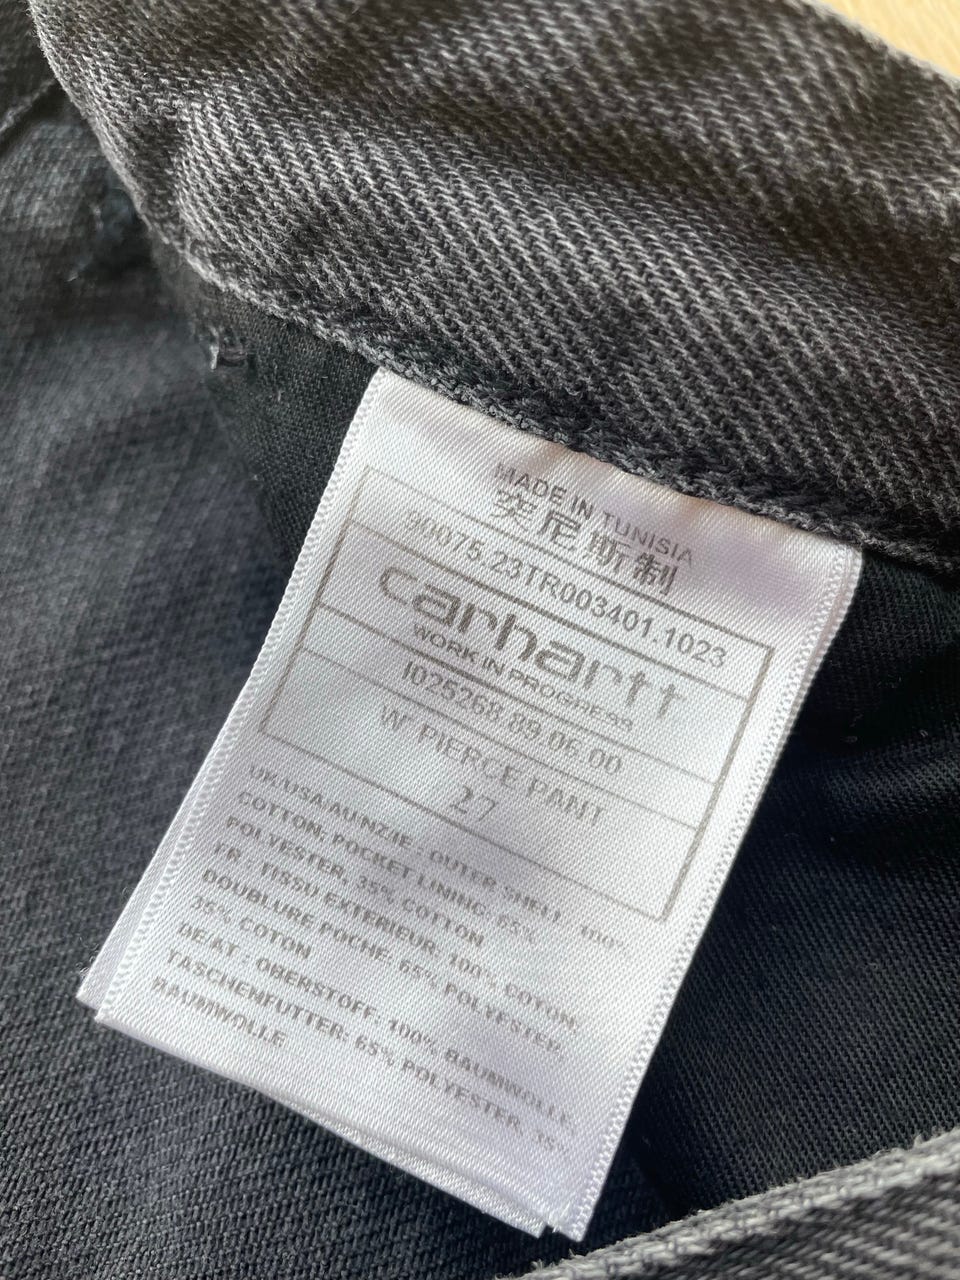 MADE IN TUNISIA
突尼斯制
90075.23TR003401.1023
carhartt
WORK IN PROGRESS
I025268.89.06.00
W' PIERCE PANT
27
UK/USA/AU/NZ/IE : OUTER SHELL: 100%
COTTON; POCKET LINING: 65%
POLYESTER, 35% COTTON
FR : TISSU EXTERIEUR: 100% COTON;
DOUBLURE POCHE: 65% POLYESTER,
35% COTON
DE/AT : OBERSTOFF: 100% BAUMWOLLE
TASCHENFUTTER: 65% POLYESTER, 35%
BAUMWOLLE